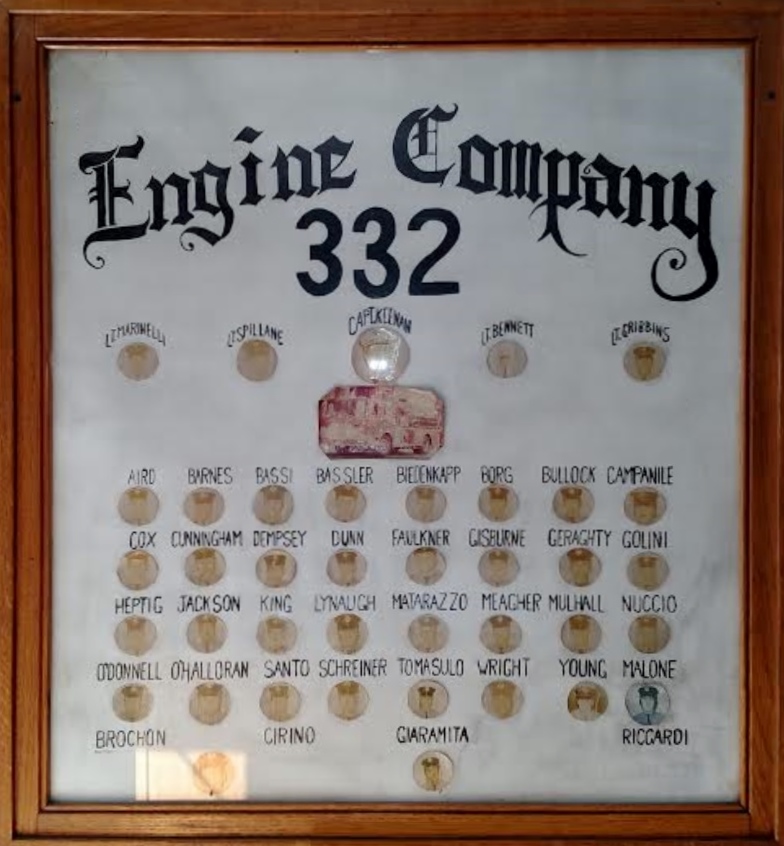 Engine Company
332
LT. MARINELLI LT. SPILLANE CAPT. KEENAN LT. BENNETT LT. GRIBBINS
AIRD BARNES BASSI BASSLER BIEDENKAPP BORG BULLOCK CAMPANILE
COX CUNNINGHAM DEMPSEY DUNN FAULKNER GISBURNE GERAGHTY GOLINI
HEPTIG JACKSON KING LYNAUGH MATARAZZO MEAGHER MULHALL NUCCIO
O'DONNELL O'HALLORAN SANTO SCHREINER TOMASULO WRIGHT YOUNG MALONE
BROCHON CIRINO GIARAMITA RICCARDI